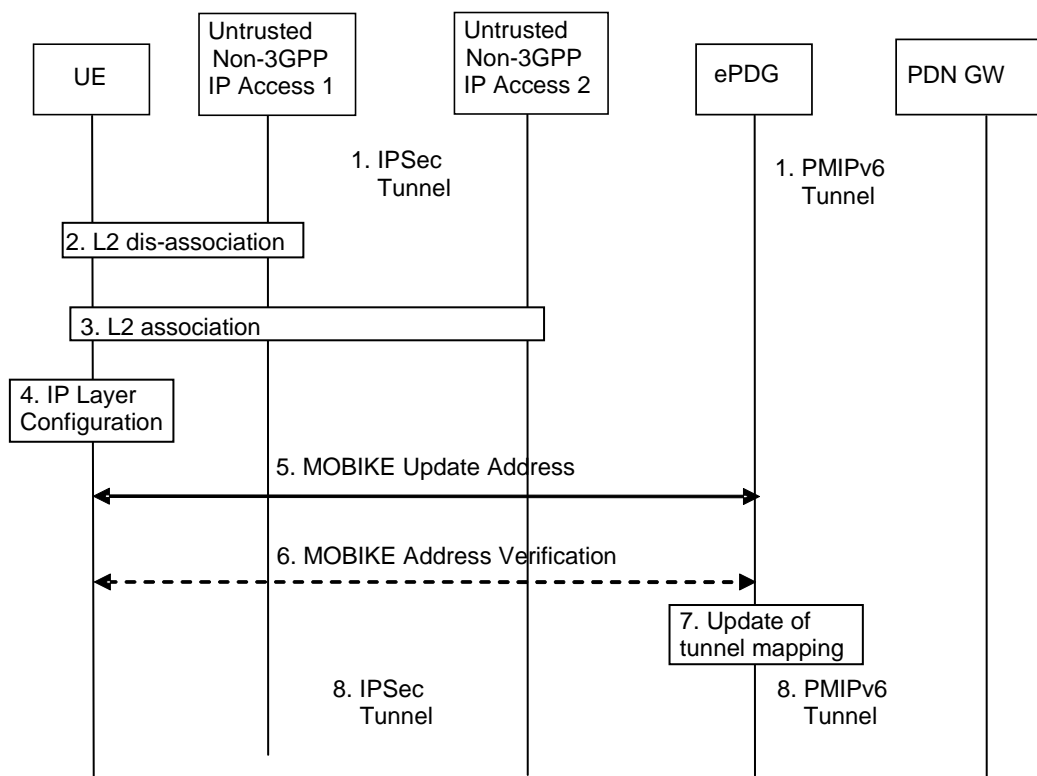 UE
Untrusted
Non-3GPP
IP Access 1
Untrusted
Non-3GPP
IP Access 2
ePDG
PDN GW
1. IPSec
Tunnel
1. PMIPv6
Tunnel
2. L2 dis-association
3. L2 association
4. IP Layer
Configuration
5. MOBIKE Update Address
6. MOBIKE Address Verification
7. Update of
tunnel mapping
8. IPSec
Tunnel
8. PMIPv6
Tunnel